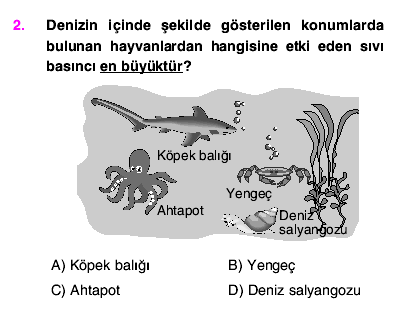 2. Denizin içinde şekilde gösterilen konumlarda
bulunan hayvanlardan hangisine etki eden sıvı
basıncı en büyüktür?
Köpek balığı
Yengeç
Ahtapot
Deniz
salyangozu
A) Köpek balığı B) Yengeç
C) Ahtapot D) Deniz salyangozu